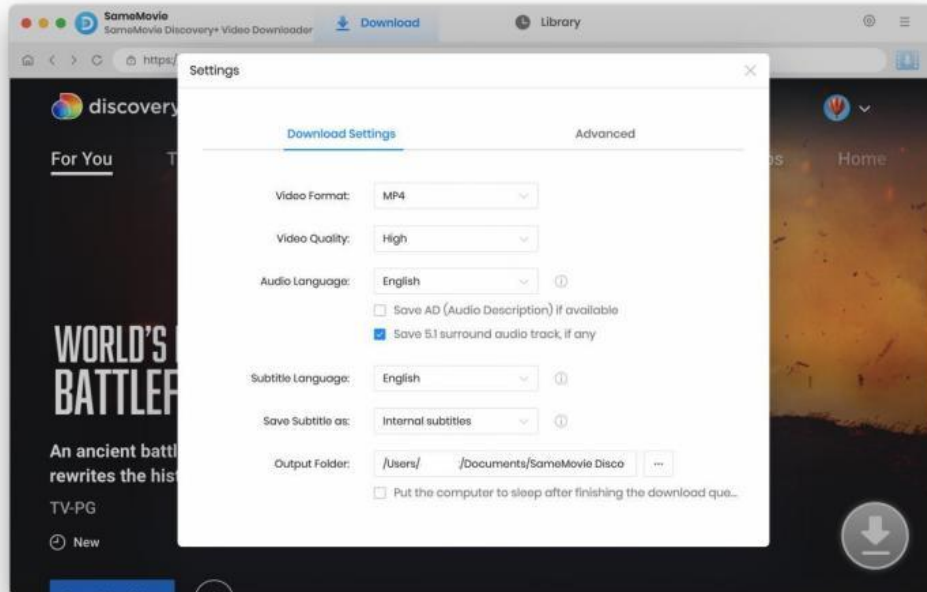 SameMovie
SameMovie Discovery+ Video Downloader
Download
Library
https:/
Settings
discovery
Download Settings
Advanced
For You
T
os
Home
Video Format:
MP4
Video Quality:
High
Audio Language:
English
Save AD (Audio Description) if available
Save 5.1 surround audio track, if any
WORLD'S
BATTLEF
Subtitle Language:
English
Save Subtitle as:
Internal subtitles
An ancient battl
rewrites the hist
Output Folder:
/Users/ /Documents/SameMovie Disco
...
Put the computer to sleep after finishing the download que...
TV-PG
New